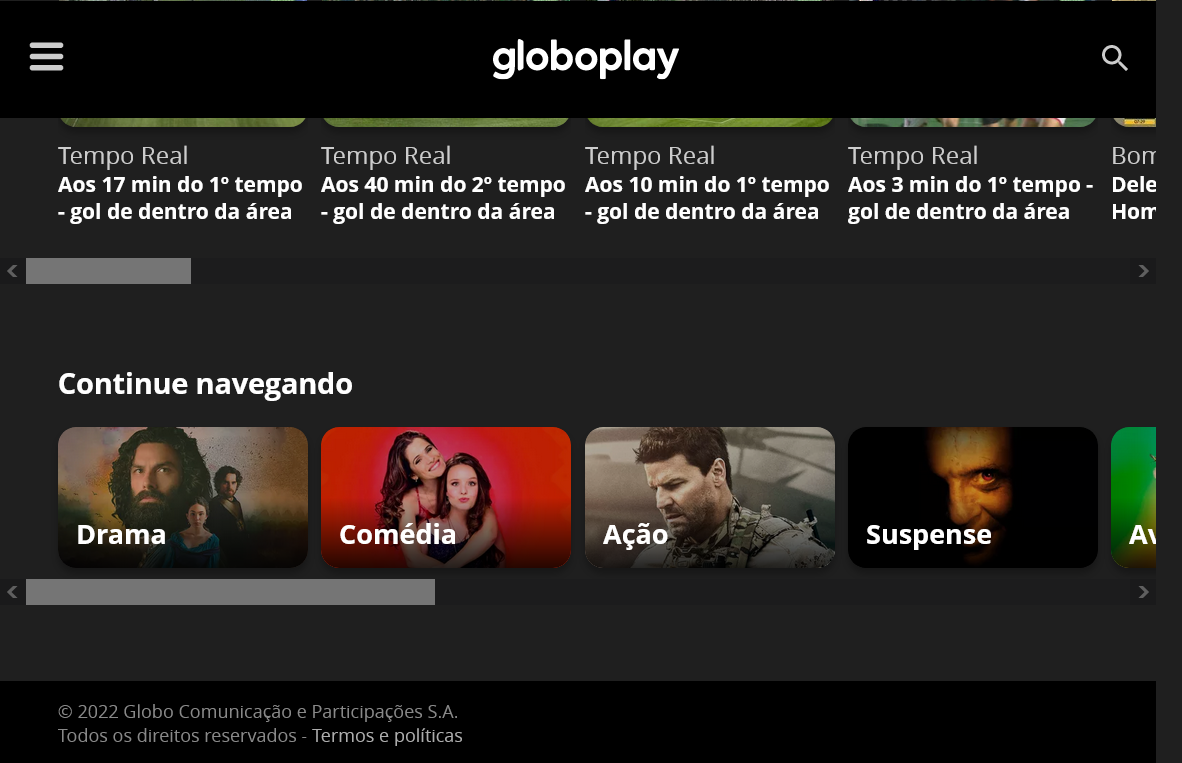 globoplay
Tempo Real
Aos 17 min do 1º tempo
- gol de dentro da área
Tempo Real
Aos 40 min do 2º tempo
- gol de dentro da área
Tempo Real
Aos 10 min do 1º tempo
- gol de dentro da área
Tempo Real
Aos 3 min do 1º tempo -
gol de dentro da área
Bom
Dele
Hom
Continue navegando
Drama
Comédia
Ação
Suspense
Av
© 2022 Globo Comunicação e Participações S.A.
Todos os direitos reservados - Termos e políticas